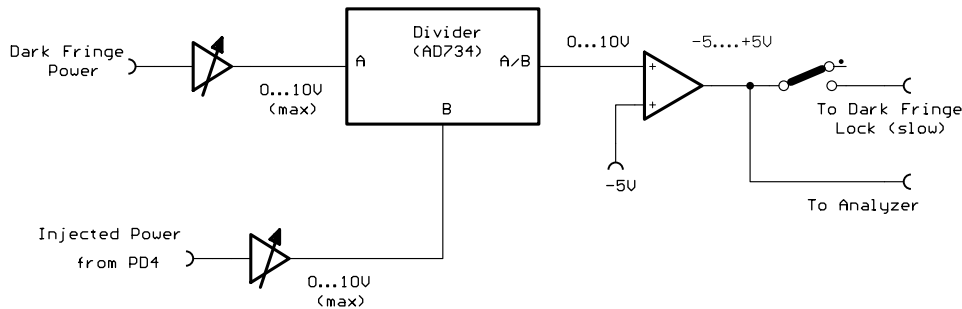 Dark Fringe
Power
0...10V
(max)
Divider
(AD734)
A
A/B
B
0...10V
-5....+5V
+
+
-5V
To Dark Fringe
Lock (slow)
To Analyzer
Injected Power
from PD4
0...10V
(max)